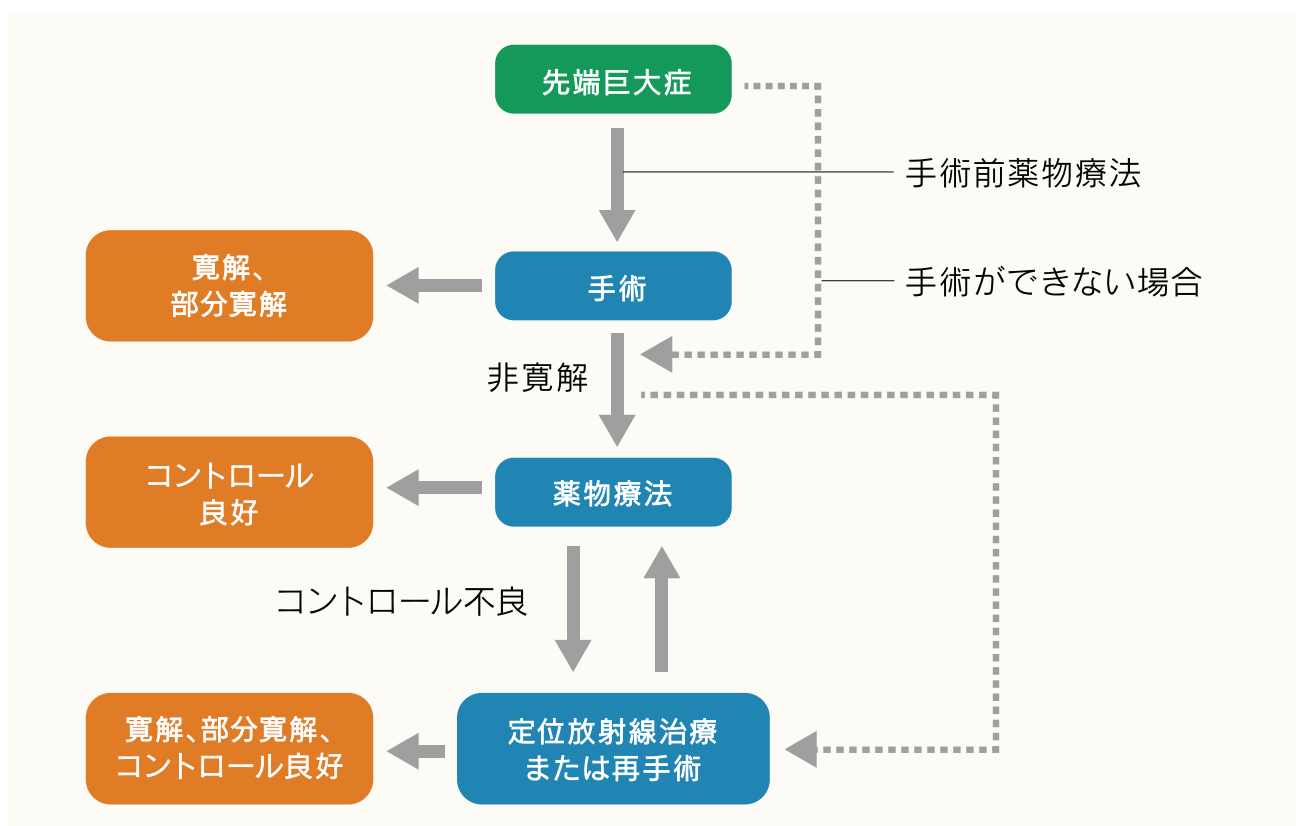 先端巨大症
手術前薬物療法
寛解、
部分寛解
手術
手術ができない場合
非寛解
コントロール
良好
薬物療法
コントロール不良
寛解、部分寛解、
コントロール良好
定位放射線治療
または再手術